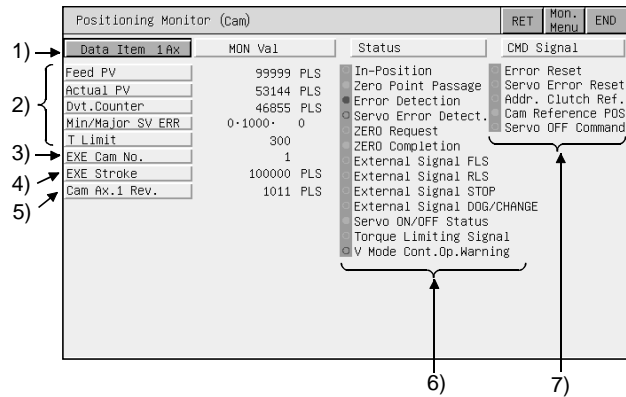 Positioning Monitor (Cam) RET Mon. Menu END
1) Data Item 1Ax MON Val Status CMD Signal
2)
Feed PV 99999 PLS
Actual PV 53144 PLS
Dvt.Counter 46855 PLS
Min/Major SV ERR 0·1000· 0
T Limit 300
3) EXE Cam No. 1
4) EXE Stroke 100000 PLS
5) Cam Ax.1 Rev. 1011 PLS
In-Position
Zero Point Passage
Error Detection
Servo Error Detect.
ZERO Request
ZERO Completion
External Signal FLS
External Signal RLS
External Signal STOP
External Signal DOG/CHANGE
Servo ON/OFF Status
Torque Limiting Signal
V Mode Cont.Op.Warning
Error Reset
Servo Error Reset
Addr. Clutch Ref.
Cam Reference POS
Servo OFF Command
6) 7)